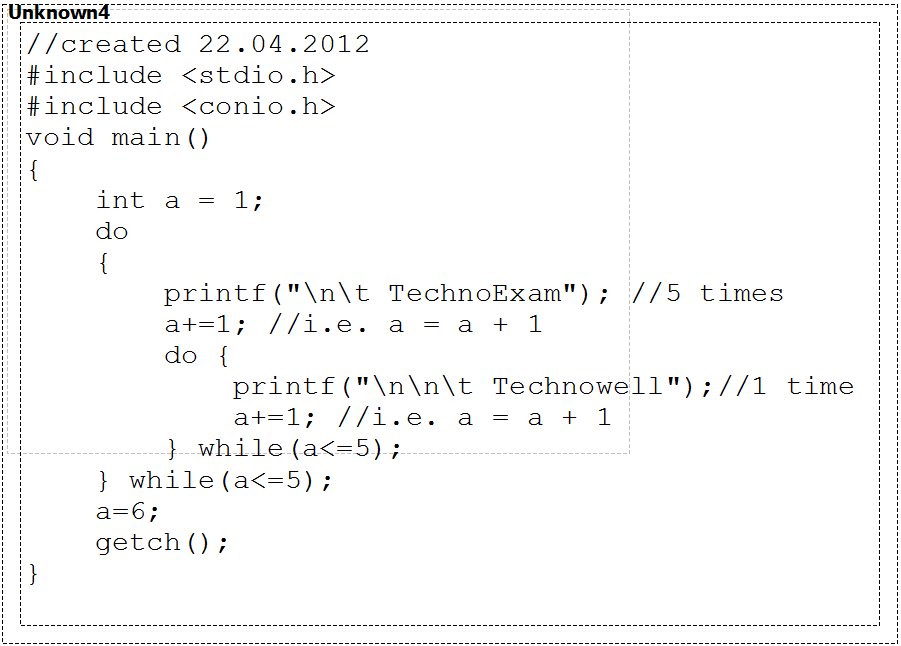 Unknown4
//created 22.04.2012
#include <stdio.h>
#include <conio.h>
void main()
{
    int a = 1;
    do
    {
        printf("\n\t TechnoExam"); //5 times
        a+=1; //i.e. a = a + 1
        do {
            printf("\n\n\t Technowell");//1 time
            a+=1; //i.e. a = a + 1
        } while(a<=5);
    } while(a<=5);
    a=6;
    getch();
}